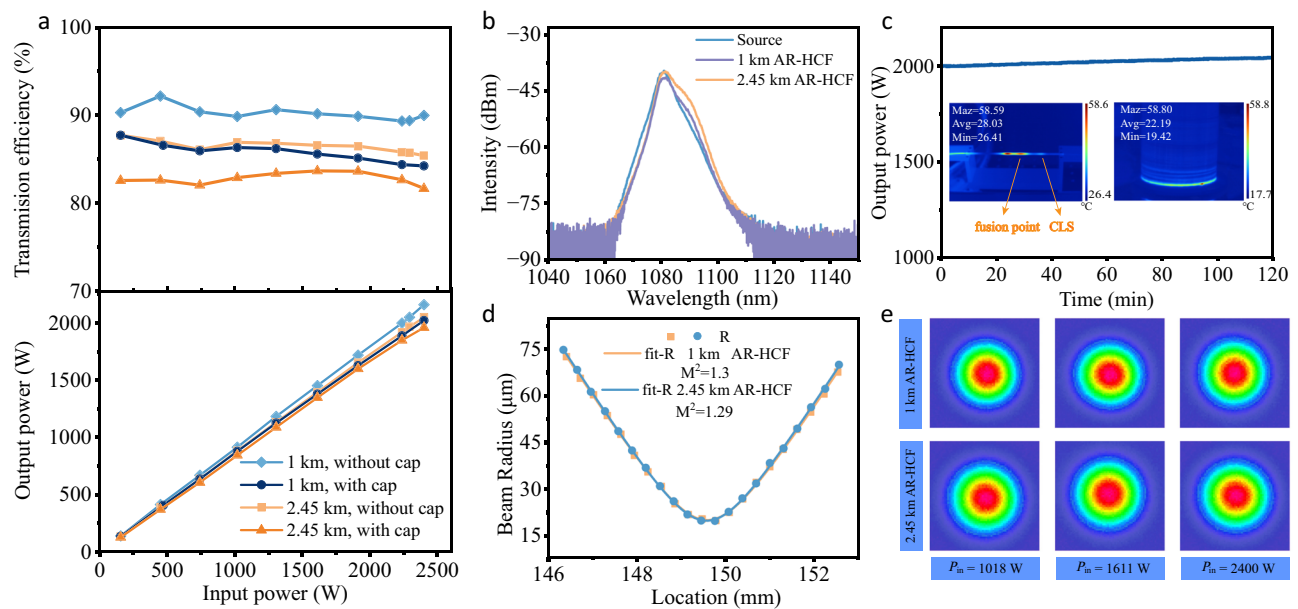 a
Transmision efficiency (%)
100
90
80
70
Output power (W)
2000
1500
1000
500
0
1 km, without cap
1 km, with cap
2.45 km, without cap
2.45 km, with cap
0 500 1000 1500 2000 2500
Input power (W)
b
Intensity (dBm)
−30
−45
−60
−75
−90
Source
1 km AR-HCF
2.45 km AR-HCF
1040 1060 1080 1100 1120 1140
Wavelength (nm)
c
Output power (W)
2000
1500
1000
Maz=58.59
Avg=28.03
Min=26.41
58.6
26.4
°C
fusion point CLS
Maz=58.80
Avg=22.19
Min=19.42
58.8
17.7
°C
0 20 40 60 80 100 120
Time (min)
d
Beam Radius (μm)
75
60
45
30
15
R
fit-R 1 km AR-HCF
M²=1.3
fit-R 2.45 km AR-HCF
M²=1.29
146 148 150 152
Location (mm)
e
1 km AR-HCF
2.45 km AR-HCF
Pin = 1018 W
Pin = 1611 W
Pin = 2400 W